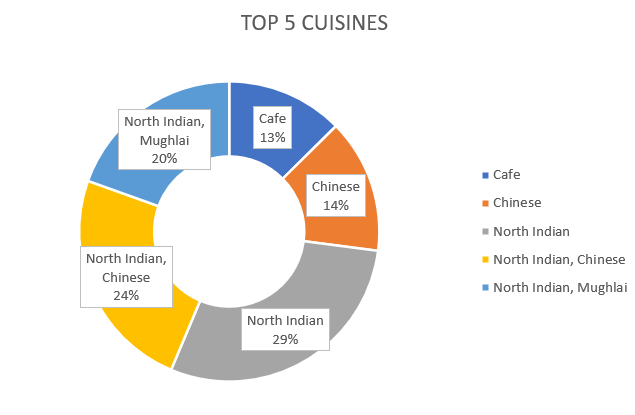 TOP 5 CUISINES
Cafe
13%
Chinese
14%
North Indian
29%
North Indian,
Chinese
24%
North Indian,
Mughlai
20%
Cafe
Chinese
North Indian
North Indian, Chinese
North Indian, Mughlai